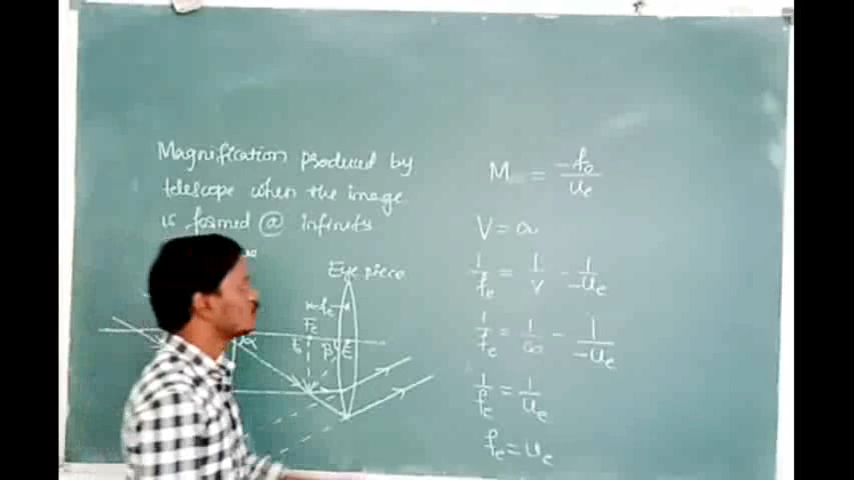 Magnification produced by
telescope when the image
is formed @ infinity
Eye piece
fe
Fe
α
β
E
M = -fo/ue
V = α
1/fe = 1/v - 1/-ue
1/fe = 1/∞ - 1/-ue
1/fe = 1/ue
fe = ue